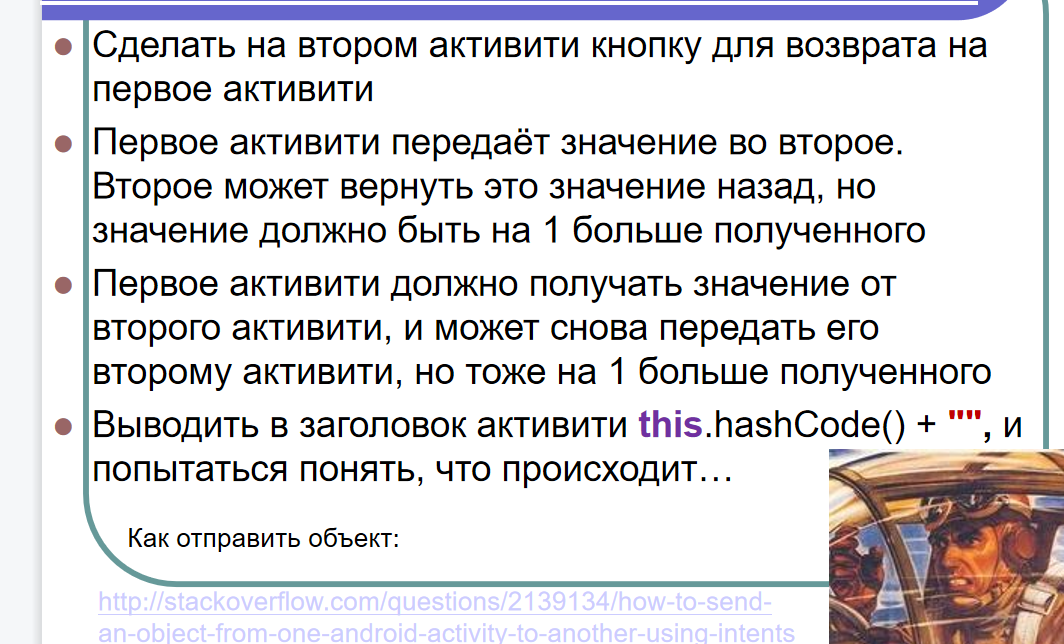 Сделать на втором активити кнопку для возврата на
первое активити
Первое активити передаёт значение во второе.
Второе может вернуть это значение назад, но
значение должно быть на 1 больше полученного
Первое активити должно получать значение от
второго активити, и может снова передать его
второму активити, но тоже на 1 больше полученного
Выводить в заголовок активити this.hashCode() + "", и
попытаться понять, что происходит…
Как отправить объект:
http://stackoverflow.com/questions/2139134/how-to-send-
an-object-from-one-android-activity-to-another-using-intents